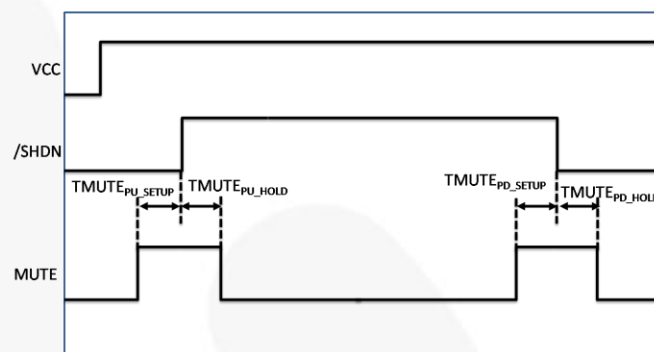 VCC
/SHDN
TMUTEPU_SETUP
TMUTEPU_HOLD
TMUTEPD_SETUP
TMUTEPD_HOLD
MUTE